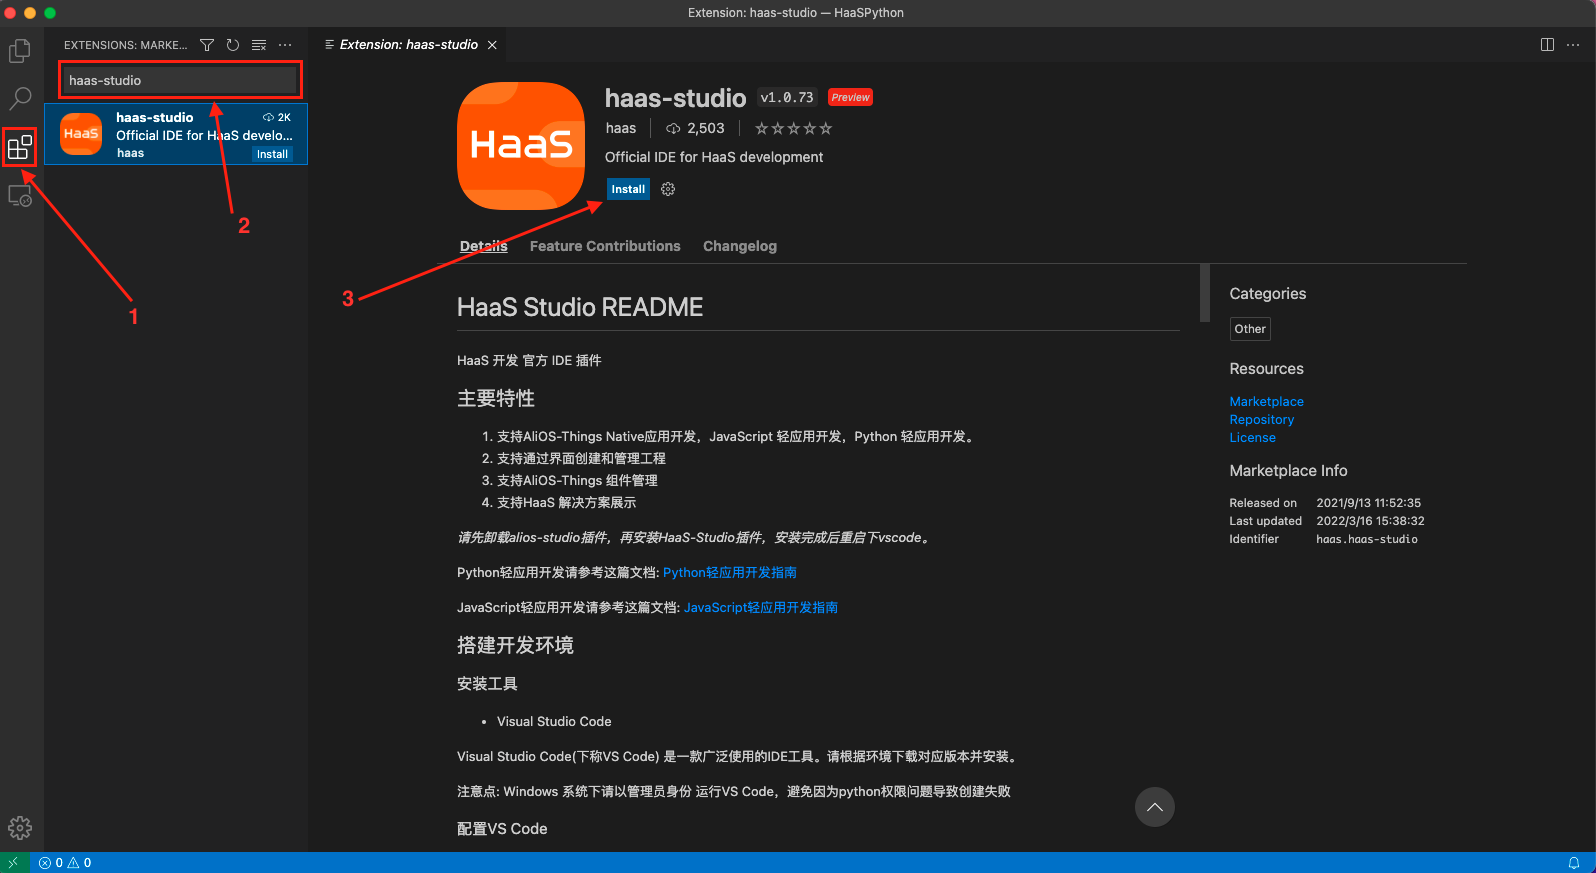 Extension: haas-studio — HaaSPython
EXTENSIONS: MARKE...
Extension: haas-studio
haas-studio
HaaS
haas-studio
2K
Official IDE for HaaS develo...
haas
Install
1
2
3
HaaS
haas-studio
v1.0.73
Preview
haas
2,503
Official IDE for HaaS development
Install
Details
Feature Contributions
Changelog
HaaS Studio README
HaaS 开发 官方 IDE 插件
主要特性
1. 支持AliOS-Things Native应用开发，JavaScript 轻应用开发，Python 轻应用开发。
2. 支持通过界面创建和管理工程
3. 支持AliOS-Things 组件管理
4. 支持HaaS 解决方案展示
请先卸载alios-studio插件，再安装HaaS-Studio插件，安装完成后重启下vscode。
Python轻应用开发请参考这篇文档: Python轻应用开发指南
JavaScript轻应用开发请参考这篇文档: JavaScript轻应用开发指南
搭建开发环境
安装工具
• Visual Studio Code
Visual Studio Code(下称VS Code) 是一款广泛使用的IDE工具。请根据环境下载对应版本并安装。
注意点: Windows 系统下请以管理员身份 运行VS Code，避免因为python权限问题导致创建失败
配置VS Code
Categories
Other
Resources
Marketplace
Repository
License
Marketplace Info
Released on 2021/9/13 11:52:35
Last updated 2022/3/16 15:38:32
Identifier haas.haas-studio
0 0